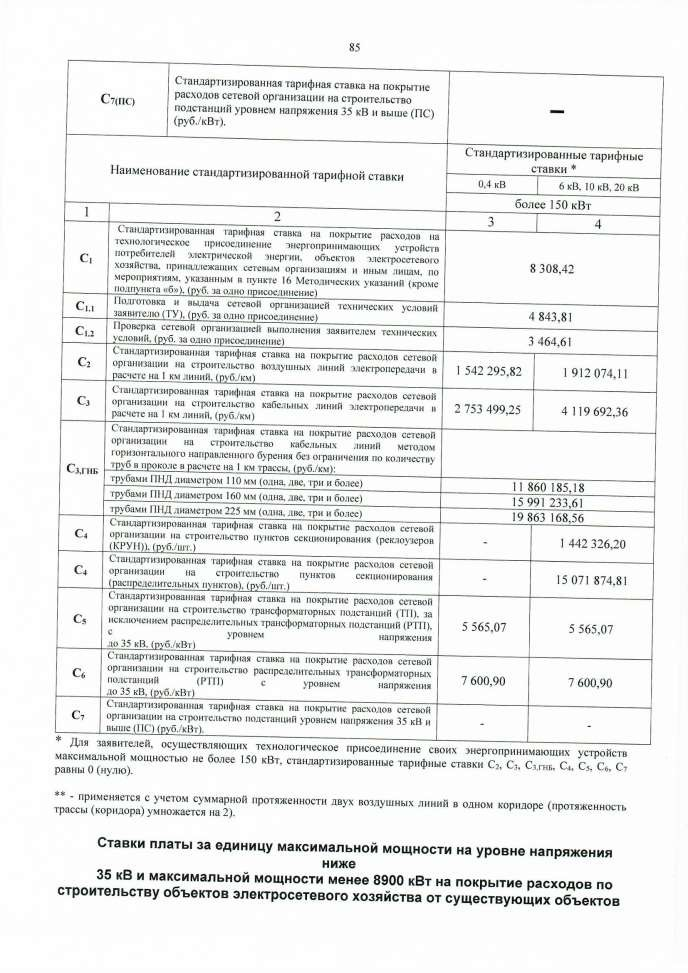 85
С7(ПС)
Стандартизированная тарифная ставка на покрытие
расходов сетевой организации на строительство
подстанций уровнем напряжения 35 кВ и выше (ПС)
(руб./кВт).
–
Наименование стандартизированной тарифной ставки
Стандартизированные тарифные
ставки *
0,4 кВ
6 кВ, 10 кВ, 20 кВ
более 150 кВт
1
2
3
4
С1
Стандартизированная тарифная ставка на покрытие расходов на
технологическое присоединение энергопринимающих устройств
потребителей электрической энергии, объектов электросетевого
хозяйства, принадлежащих сетевым организациям и иным лицам, по
мероприятиям, указанным в пункте 16 Методических указаний (кроме
подпункта «б»), (руб. за одно присоединение)
8 308,42
С1.1
Подготовка и выдача сетевой организацией технических условий
заявителю (ТУ), (руб. за одно присоединение)
4 843,81
С1.2
Проверка сетевой организацией выполнения заявителем технических
условий, (руб. за одно присоединение)
3 464,61
С2
Стандартизированная тарифная ставка на покрытие расходов сетевой
организации на строительство воздушных линий электропередачи в
расчете на 1 км линий, (руб./км)
1 542 295,82
1 912 074,11
С3
Стандартизированная тарифная ставка на покрытие расходов сетевой
организации на строительство кабельных линий электропередачи в
расчете на 1 км линий, (руб./км)
2 753 499,25
4 119 692,36
С3,ГНБ
Стандартизированная тарифная ставка на покрытие расходов сетевой
организации на строительство кабельных линий методом
горизонтального направленного бурения без ограничения по количеству
труб в проколе в расчете на 1 км трассы, (руб./км):
трубами ПНД диаметром 110 мм (одна, две, три и более)
11 860 185,18
трубами ПНД диаметром 160 мм (одна, две, три и более)
15 991 233,61
трубами ПНД диаметром 225 мм (одна, две, три и более)
19 863 168,56
С4
Стандартизированная тарифная ставка на покрытие расходов сетевой
организации на строительство пунктов секционирования (реклоузеров
(КРУН)), (руб./шт.)
-
1 442 326,20
С4
Стандартизированная тарифная ставка на покрытие расходов сетевой
организации на строительство пунктов секционирования
(распределительных пунктов), (руб./шт.)
-
15 071 874,81
С5
Стандартизированная тарифная ставка на покрытие расходов сетевой
организации на строительство трансформаторных подстанций (ТП), за
исключением распределительных трансформаторных подстанций (РТП),
с уровнем напряжения
до 35 кВ, (руб./кВт)
5 565,07
5 565,07
С6
Стандартизированная тарифная ставка на покрытие расходов сетевой
организации на строительство распределительных трансформаторных
подстанций (РТП) с уровнем напряжения
до 35 кВ, (руб./кВт)
7 600,90
7 600,90
С7
Стандартизированная тарифная ставка на покрытие расходов сетевой
организации на строительство подстанций уровнем напряжения 35 кВ и
выше (ПС) (руб./кВт).
-
-
* Для заявителей, осуществляющих технологическое присоединение своих энергопринимающих устройств
максимальной мощностью не более 150 кВт, стандартизированные тарифные ставки С2, С3, С3,ГНБ, С4, С5, С6, С7
равны 0 (нулю).
** - применяется с учетом суммарной протяженности двух воздушных линий в одном коридоре (протяженность
трассы (коридора) умножается на 2).
Ставки платы за единицу максимальной мощности на уровне напряжения
ниже
35 кВ и максимальной мощности менее 8900 кВт на покрытие расходов по
строительству объектов электросетевого хозяйства от существующих объектов